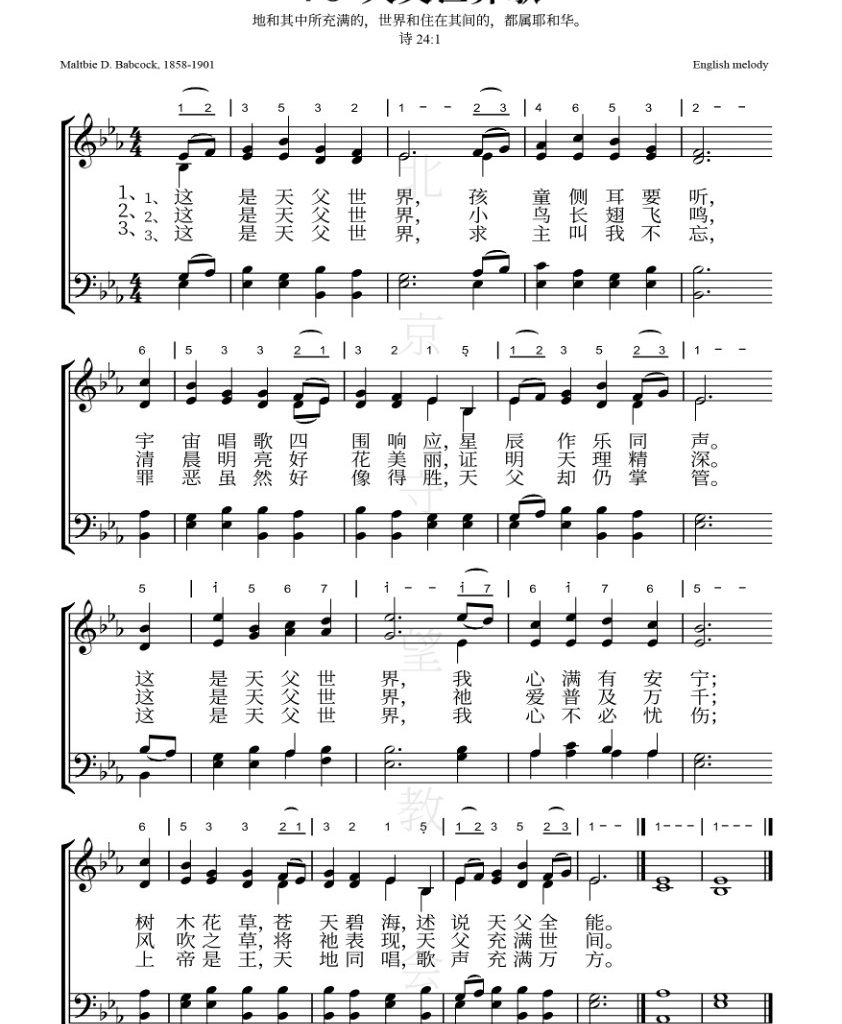 地和其中所充满的，世界和住在其间的，都属耶和华。
诗 24:1
Maltbie D. Babcock, 1858-1901 English melody
1 2 | 3 5 3 2 | 1 - - 2 3 | 4 6 5 3 | 2 - -
1、1、这 是 天 父 世 界, 孩 童 侧 耳 要 听,
2、2、这 是 天 父 世 界, 小 鸟 长 翅 飞 鸣,
3、3、这 是 天 父 世 界, 求 主 叫 我 不 忘,
6 | 5 3 3 2 1 | 3 2 1 5̣ | 1 2 3 5 2 3 | 1 - -
宇 宙 唱 歌 四 围 响 应, 星 辰 作 乐 同 声。
清 晨 明 亮 好 花 美 丽, 证 明 天 理 精 深。
罪 恶 虽 然 好 像 得 胜, 天 父 却 仍 掌 管。
5 | i 5 6 7 | i - - i 7 | 6 i 7 6 | 5 - -
这 是 天 父 世 界, 我 心 满 有 安 宁;
这 是 天 父 世 界, 祂 爱 普 及 万 千;
这 是 天 父 世 界, 我 心 不 必 忧 伤;
6 | 5 3 3 2 1 | 3 2 1 5̣ | 1 2 3 5 2 3 | 1 - - || 1 - - - | 1 - - - ||
树 木 花 草, 苍 天 碧 海, 述 说 天 父 全 能。
风 吹 之 草, 将 祂 表 现, 天 父 充 满 世 间。
上 帝 是 王, 天 地 同 唱, 歌 声 充 满 万 方。
北京守望教会